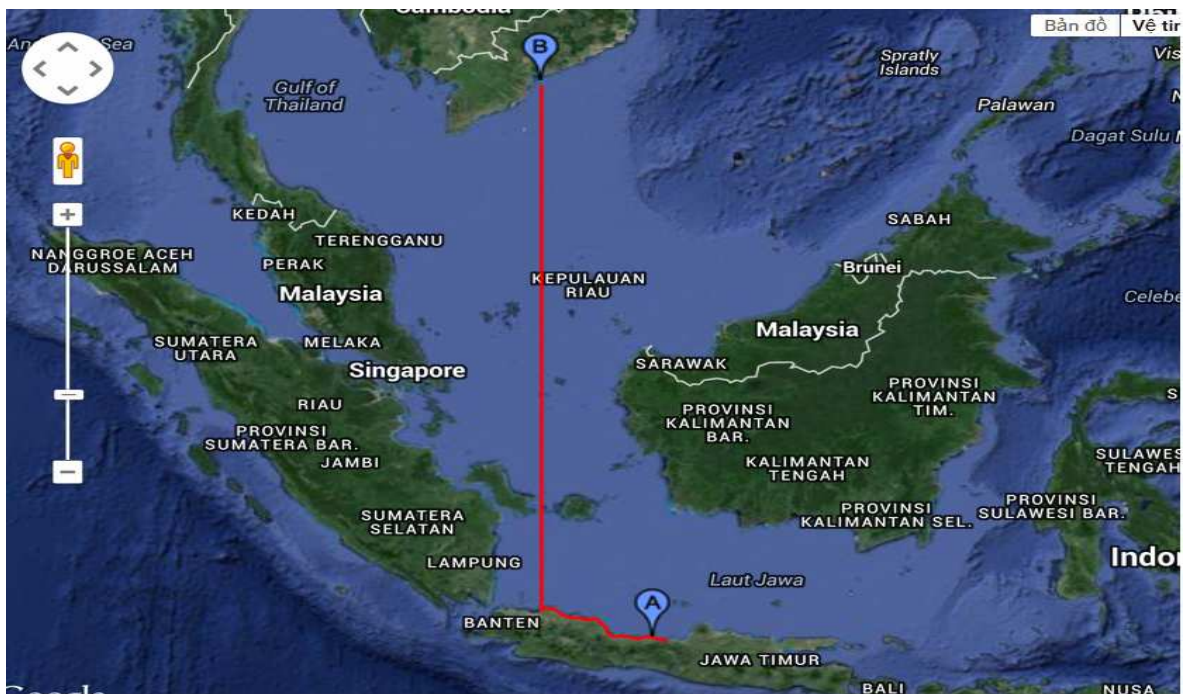 Cambodia
Bản đồ
Vệ tin
Sea
B
Spratly
Islands
Gulf of
Thailand
Palawan
Dagat Sulu
KEDAH
SABAH
TERENGGANU
NANGGROE ACEH
DARUSSALAM
PERAK
Brunei
KEPULAUAN
RIAU
Malaysia
Celebe
Malaysia
SUMATERA
UTARA
MELAKA
SARAWAK
Singapore
PROVINSI
KALIMANTAN
TIM.
RIAU
PROVINSI
KALIMANTAN
BAR.
PROVINSI
SUMATERA BAR.
JAMBI
KALIMANTAN
TENGAH
SULAWES
TENGAH
PROVINSI
SULAWESI BAR.
PROVINSI
KALIMANTAN SEL.
SUMATERA
SELATAN
LAMPUNG
Indo
Laut Jawa
A
BANTEN
JAWA TIMUR
BALI
NUSA
Google